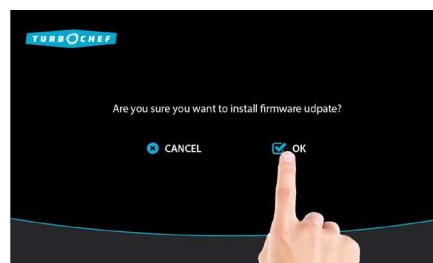 TURBOCHEF
Are you sure you want to install firmware udpate?
CANCEL
OK